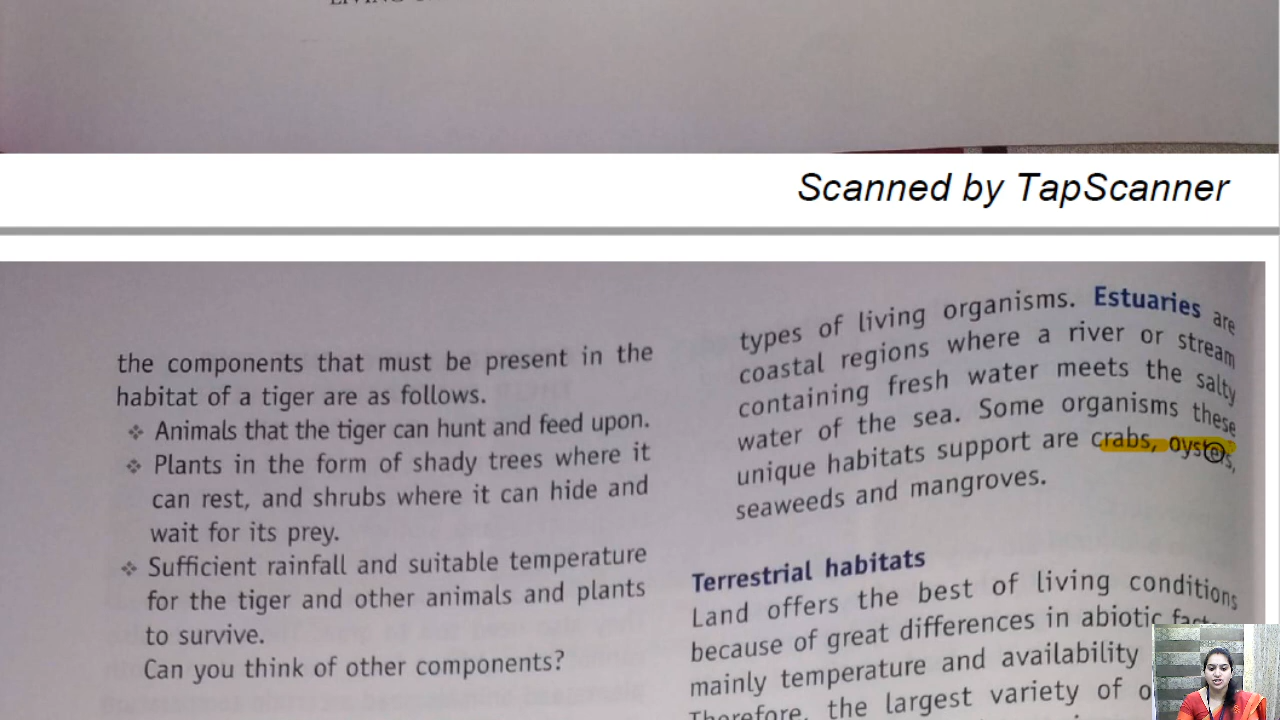 Scanned by TapScanner
the components that must be present in the
habitat of a tiger are as follows.
❖ Animals that the tiger can hunt and feed upon.
❖ Plants in the form of shady trees where it
can rest, and shrubs where it can hide and
wait for its prey.
❖ Sufficient rainfall and suitable temperature
for the tiger and other animals and plants
to survive.
Can you think of other components?
types of living organisms. Estuaries are
coastal regions where a river or stream
containing fresh water meets the salty
water of the sea. Some organisms these
unique habitats support are crabs, oysters,
seaweeds and mangroves.
Terrestrial habitats
Land offers the best of living conditions
because of great differences in abiotic
mainly temperature and availability
Therefore, the largest variety of